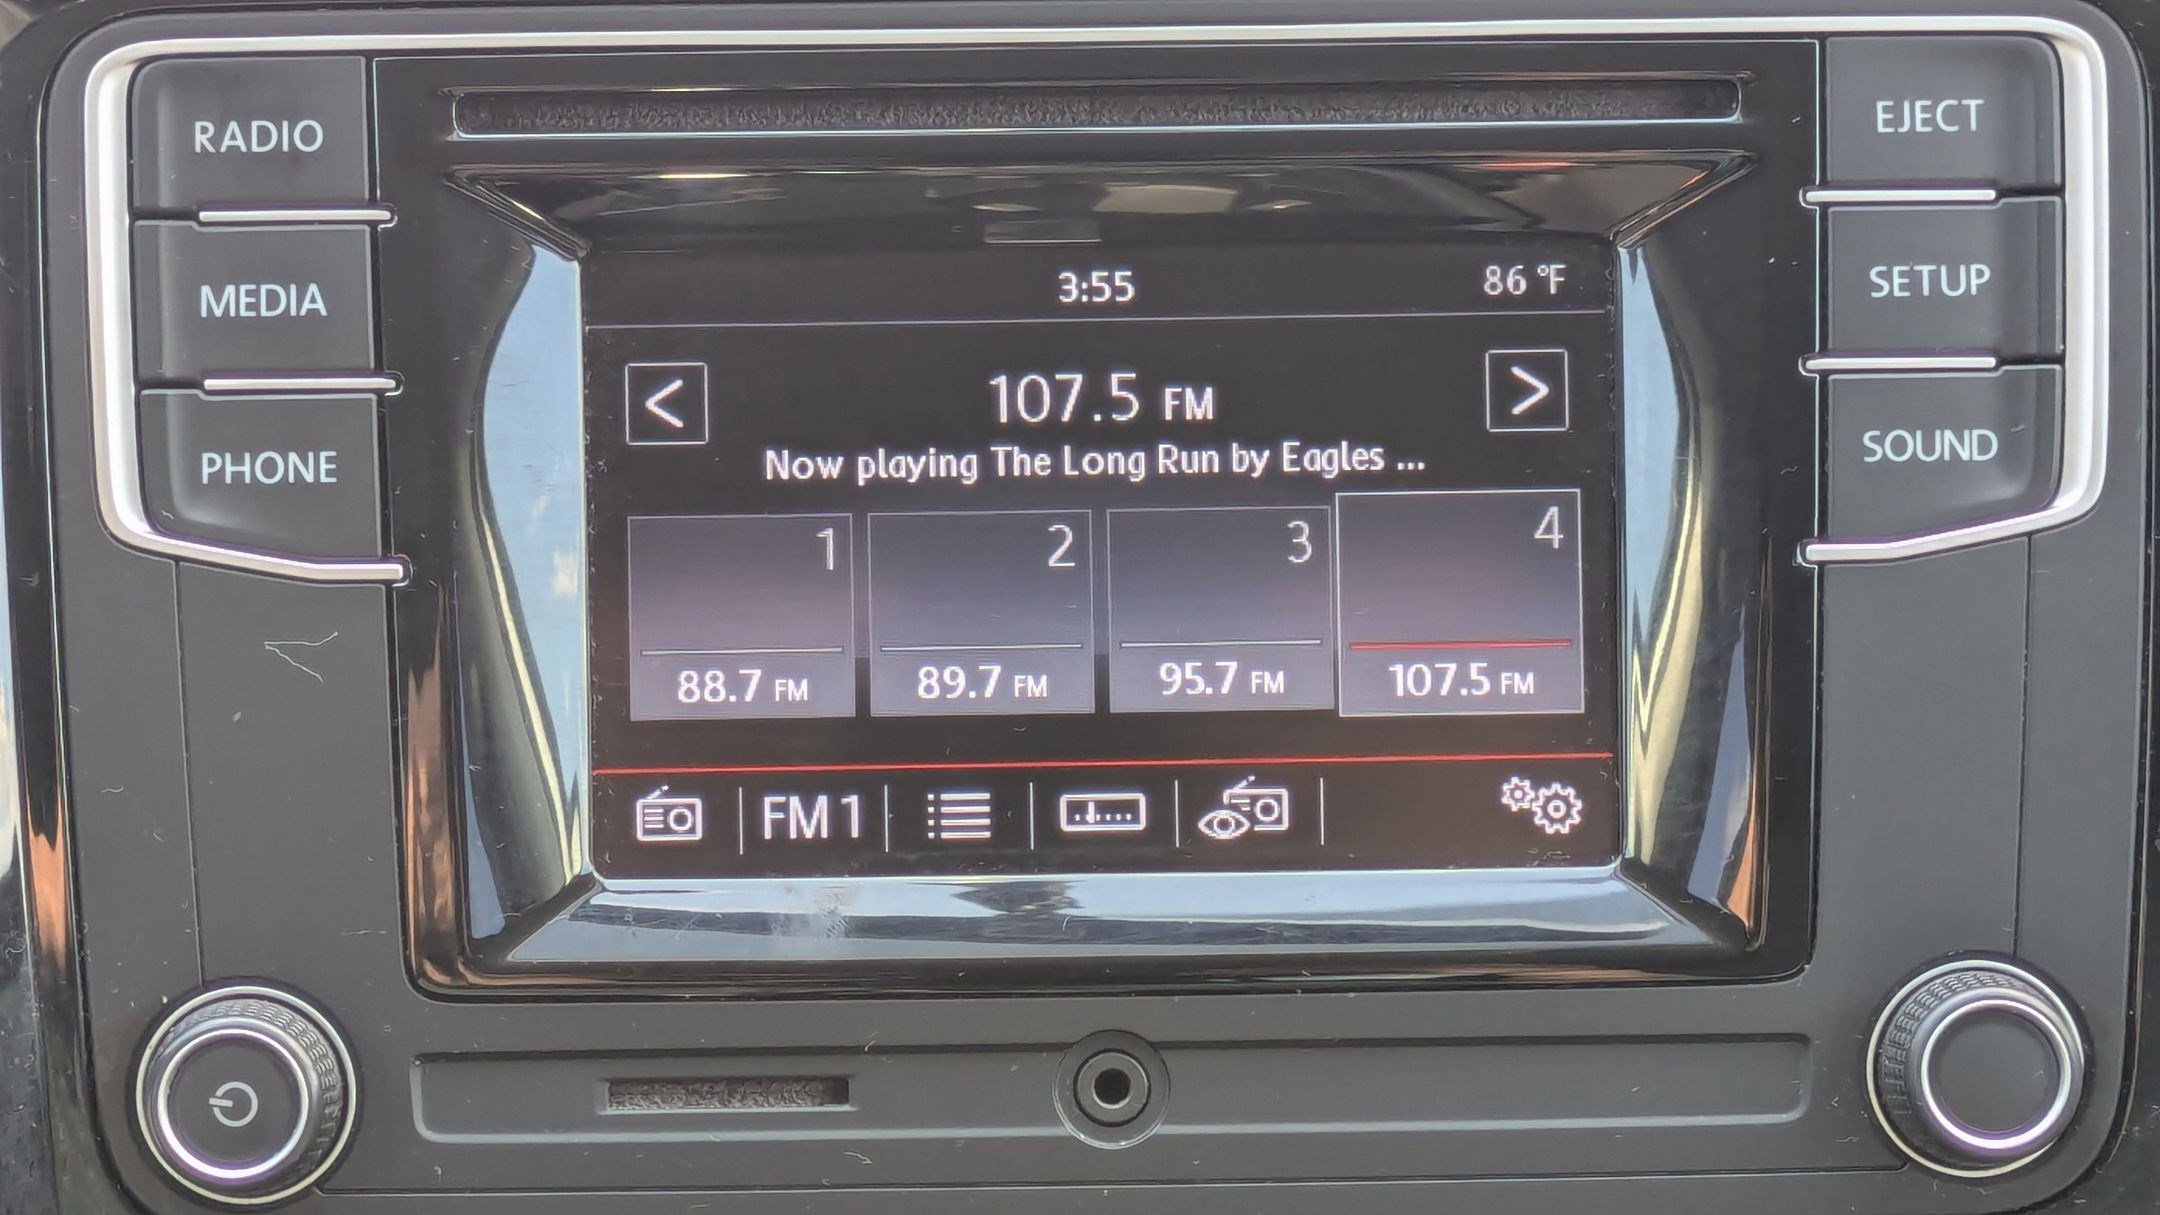 RADIO
MEDIA
PHONE
EJECT
SETUP
SOUND
3:55
86 °F
<
107.5 FM
>
Now playing The Long Run by Eagles ...
1
2
3
4
88.7 FM
89.7 FM
95.7 FM
107.5 FM
FM 1